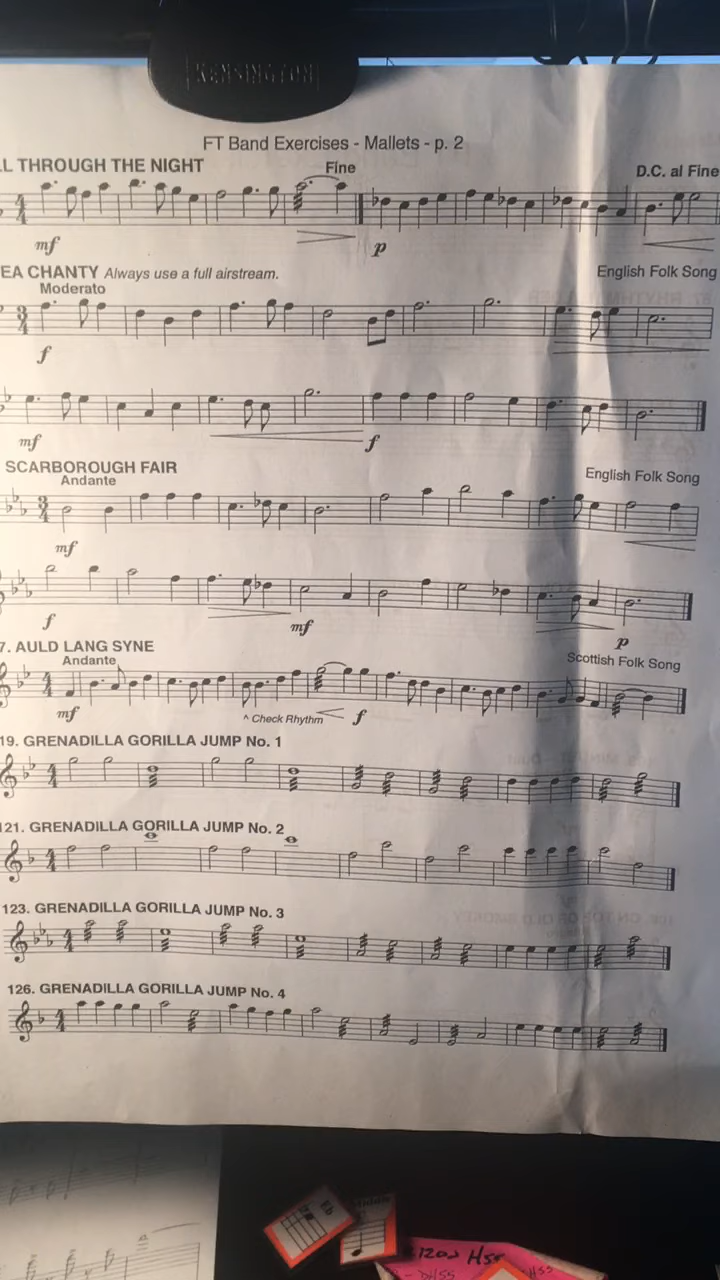 KENSINGTON
FT Band Exercises - Mallets - p. 2
L THROUGH THE NIGHT
Fine
D.C. al Fine
mf
p
EA CHANTY Always use a full airstream.
English Folk Song
Moderato
f
mf
f
SCARBOROUGH FAIR
English Folk Song
Andante
mf
f
mf
p
7. AULD LANG SYNE
Scottish Folk Song
Andante
mf
^ Check Rhythm
f
19. GRENADILLA GORILLA JUMP No. 1
121. GRENADILLA GORILLA JUMP No. 2
123. GRENADILLA GORILLA JUMP No. 3
126. GRENADILLA GORILLA JUMP No. 4
Eb
HSS